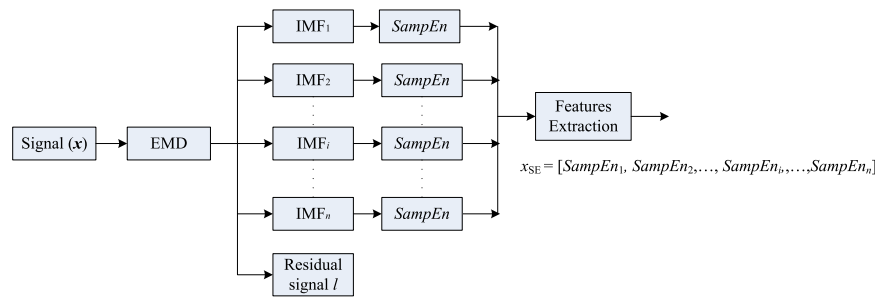 IMF1 SampEn
IMF2 SampEn
Features
Extraction
Signal (x) EMD IMFi SampEn
xSE = [SampEn1, SampEn2,…, SampEni,,…,SampEnn]
IMFn SampEn
Residual
signal l